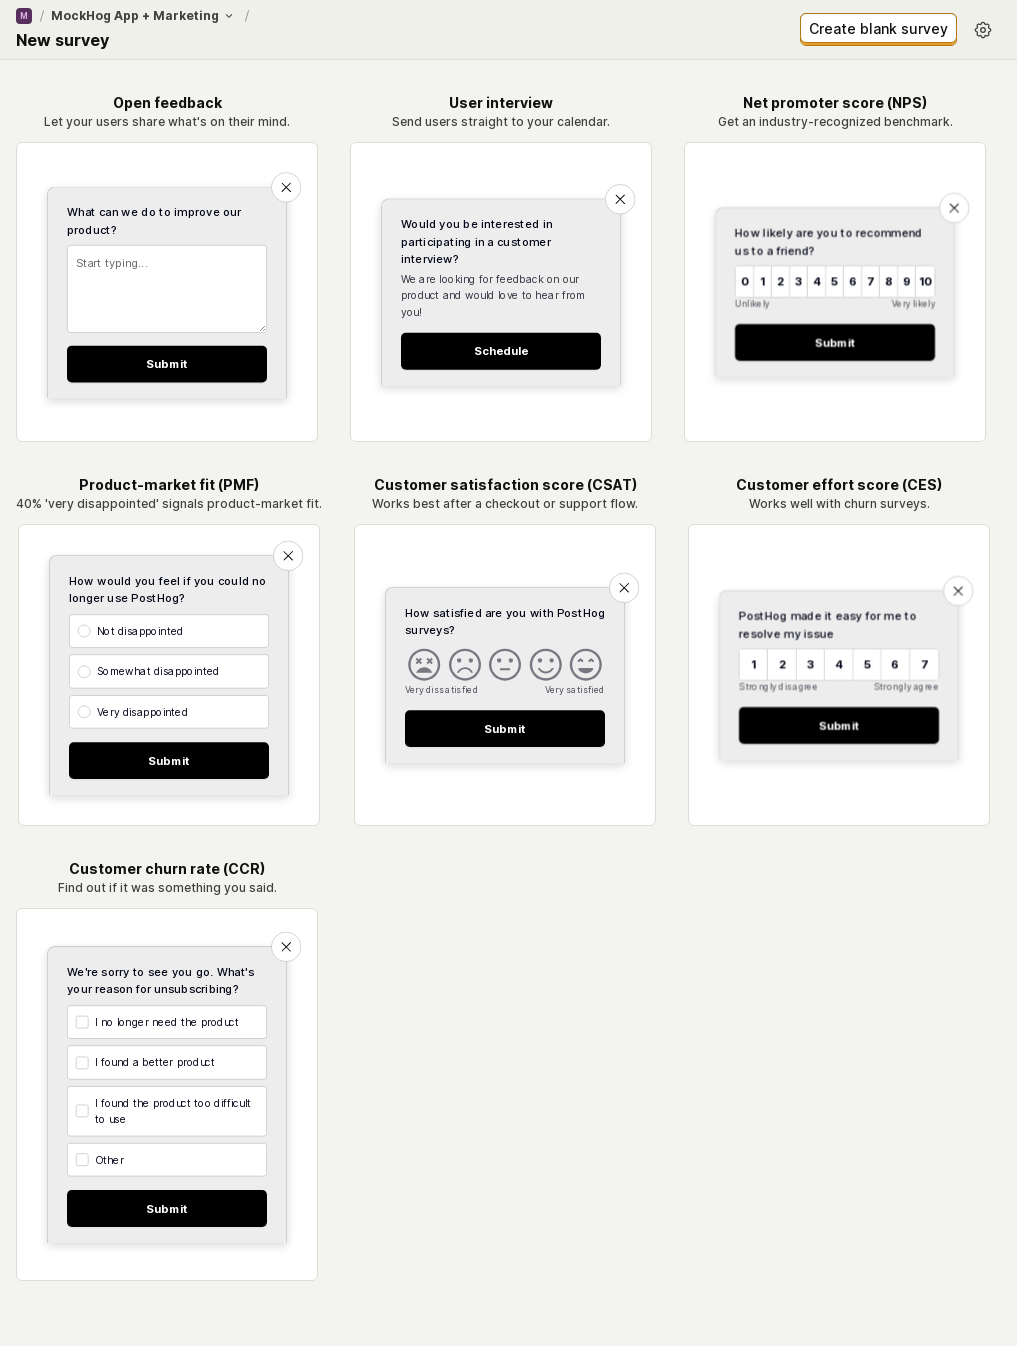 M / MockHog App + Marketing /
New survey
Create blank survey
Open feedback
Let your users share what's on their mind.
What can we do to improve our
product?
Start typing...
Submit
User interview
Send users straight to your calendar.
Would you be interested in
participating in a customer
interview?
We are looking for feedback on our
product and would love to hear from
you!
Schedule
Net promoter score (NPS)
Get an industry-recognized benchmark.
How likely are you to recommend
us to a friend?
0 1 2 3 4 5 6 7 8 9 10
Unlikely Very likely
Submit
Product-market fit (PMF)
40% 'very disappointed' signals product-market fit.
How would you feel if you could no
longer use PostHog?
Not disappointed
Somewhat disappointed
Very disappointed
Submit
Customer satisfaction score (CSAT)
Works best after a checkout or support flow.
How satisfied are you with PostHog
surveys?
Very dissatisfied Very satisfied
Submit
Customer effort score (CES)
Works well with churn surveys.
PostHog made it easy for me to
resolve my issue
1 2 3 4 5 6 7
Strongly disagree Strongly agree
Submit
Customer churn rate (CCR)
Find out if it was something you said.
We're sorry to see you go. What's
your reason for unsubscribing?
I no longer need the product
I found a better product
I found the product too difficult
to use
Other
Submit